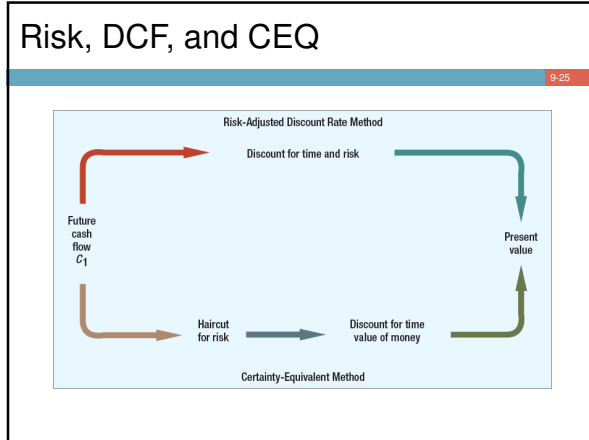 Risk, DCF, and CEQ
9-25
Risk-Adjusted Discount Rate Method
Discount for time and risk
Future
cash
flow
C1
Present
value
Haircut
for risk
Discount for time
value of money
Certainty-Equivalent Method